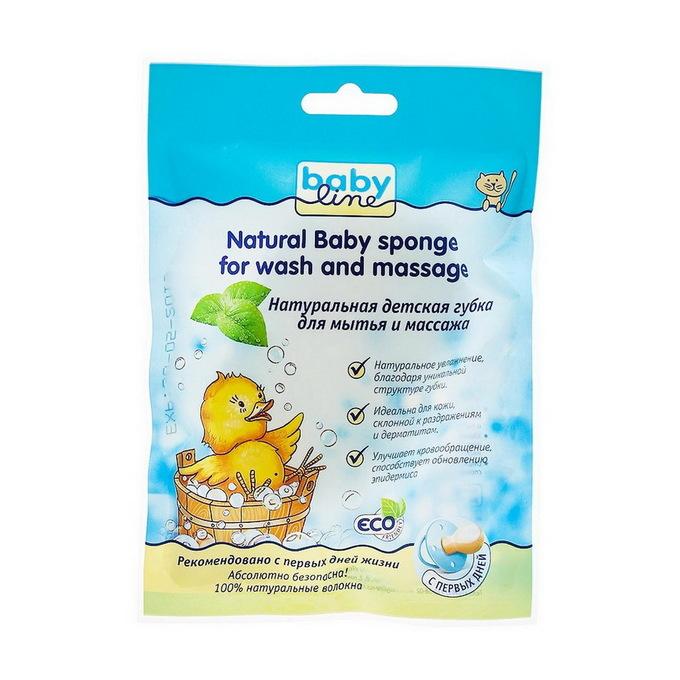 baby
line
Natural Baby sponge
for wash and massage
Натуральная детская губка
для мытья и массажа
Натуральное увлажнение,
благодаря уникальной
структуре губки.
Идеальна для кожи,
склонной к раздражениям
и дерматитам.
Улучшает кровообращение,
способствует обновлению
эпидермиса
ECO
FRIENDLY
С ПЕРВЫХ ДНЕЙ
Рекомендовано с первых дней жизни
Абсолютно безопасна!
100% натуральные волокна